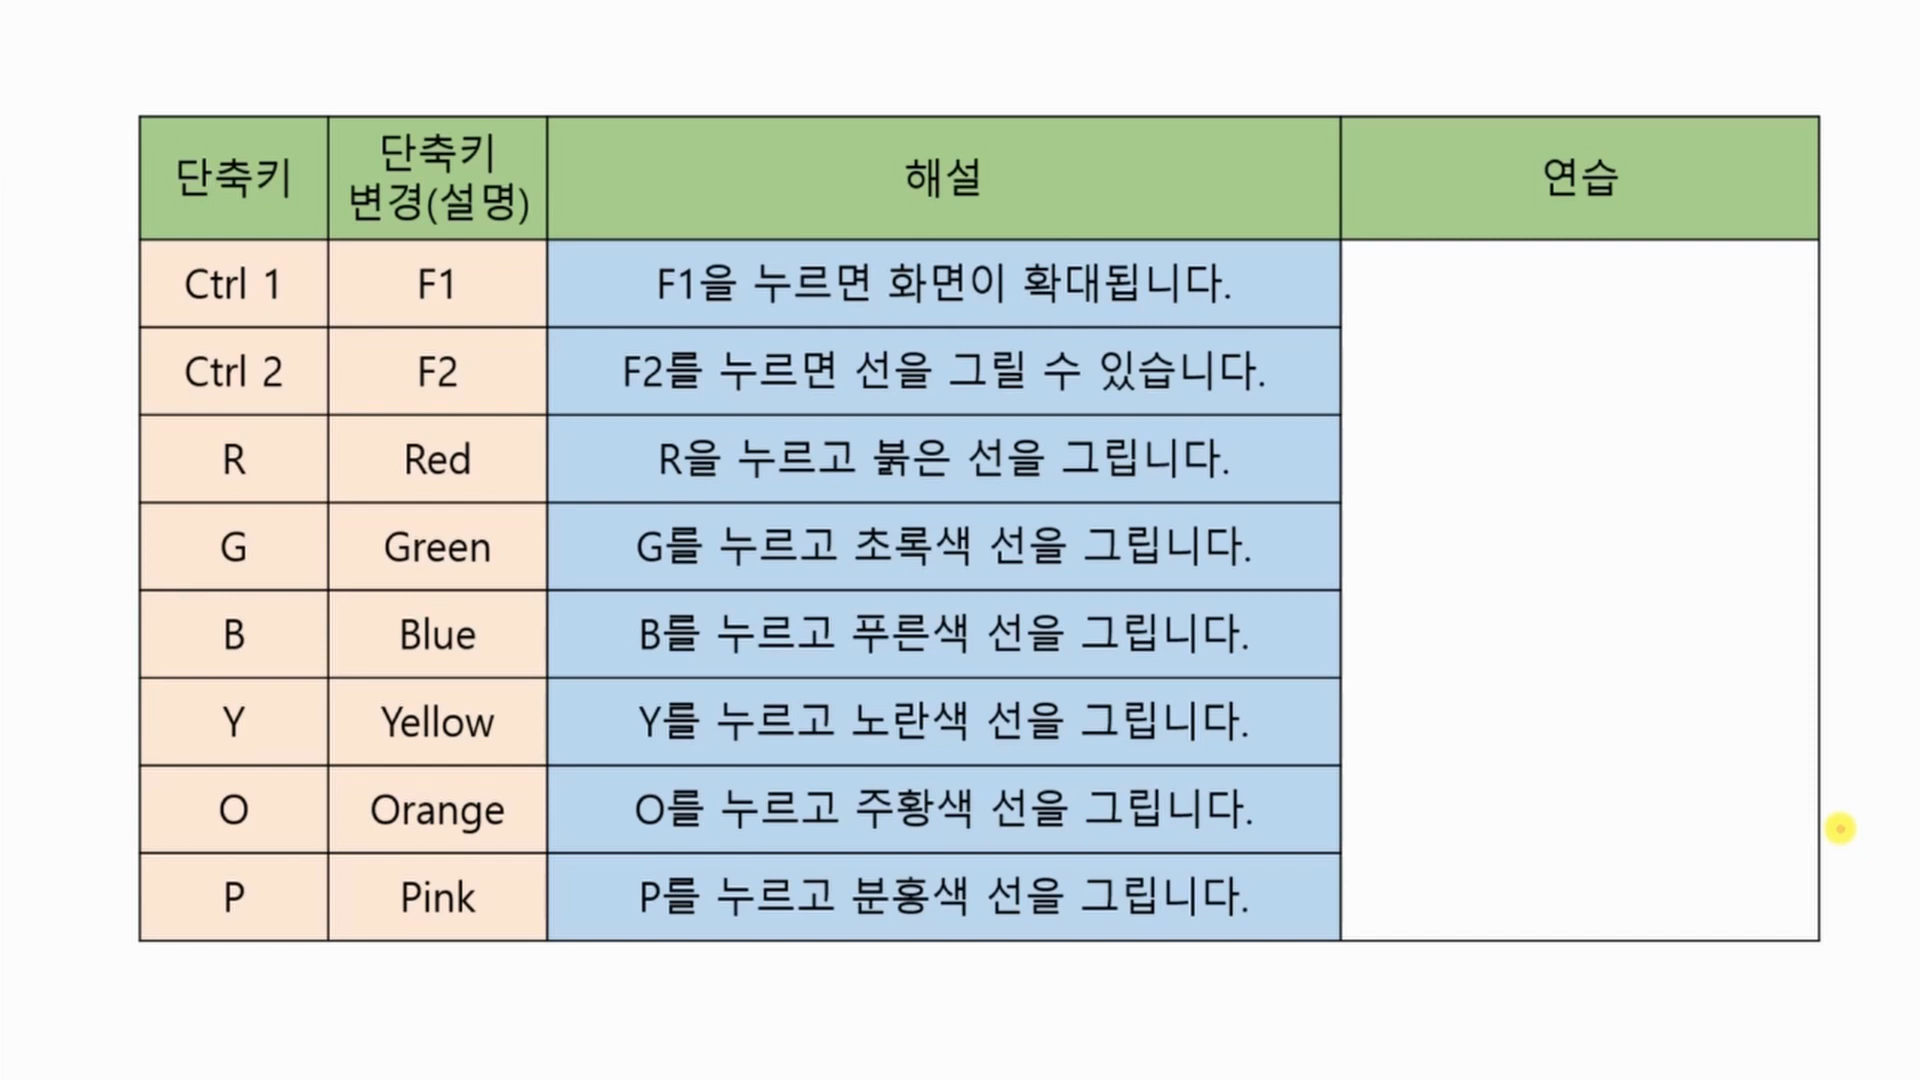 단축키
단축키
변경(설명)
해설
연습
Ctrl 1
F1
F1을 누르면 화면이 확대됩니다.
Ctrl 2
F2
F2를 누르면 선을 그릴 수 있습니다.
R
Red
R을 누르고 붉은 선을 그립니다.
G
Green
G를 누르고 초록색 선을 그립니다.
B
Blue
B를 누르고 푸른색 선을 그립니다.
Y
Yellow
Y를 누르고 노란색 선을 그립니다.
O
Orange
O를 누르고 주황색 선을 그립니다.
P
Pink
P를 누르고 분홍색 선을 그립니다.